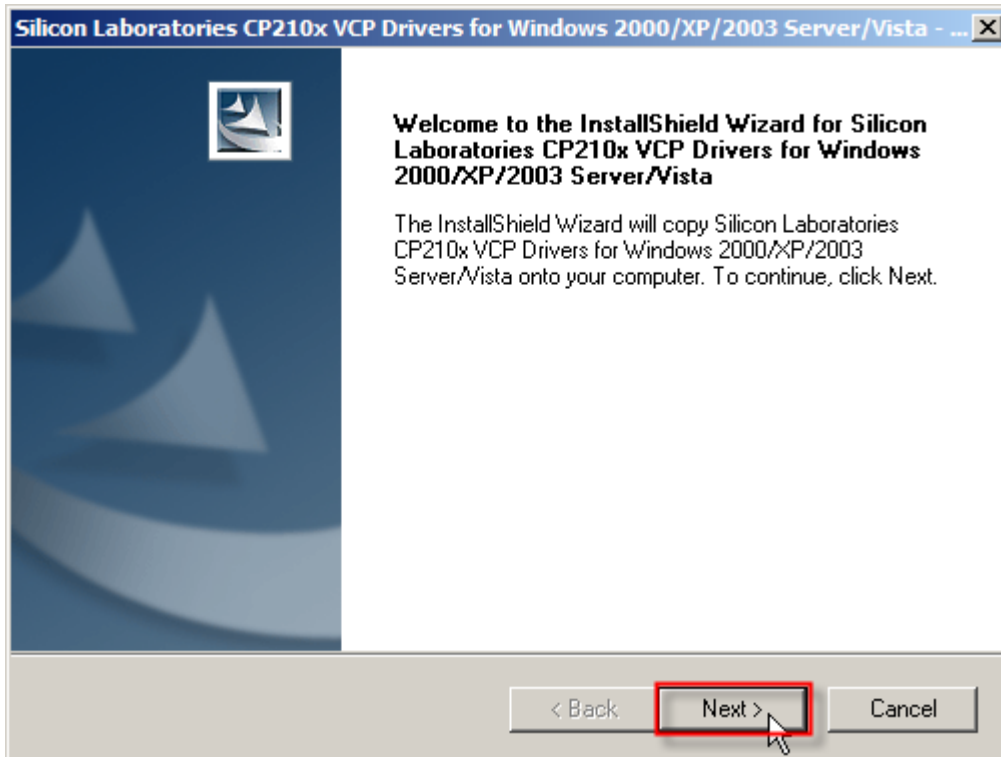 Silicon Laboratories CP210x VCP Drivers for Windows 2000/XP/2003 Server/Vista - ...
Welcome to the InstallShield Wizard for Silicon
Laboratories CP210x VCP Drivers for Windows
2000/XP/2003 Server/Vista
The InstallShield Wizard will copy Silicon Laboratories
CP210x VCP Drivers for Windows 2000/XP/2003
Server/Vista onto your computer. To continue, click Next.
< Back
Next >
Cancel